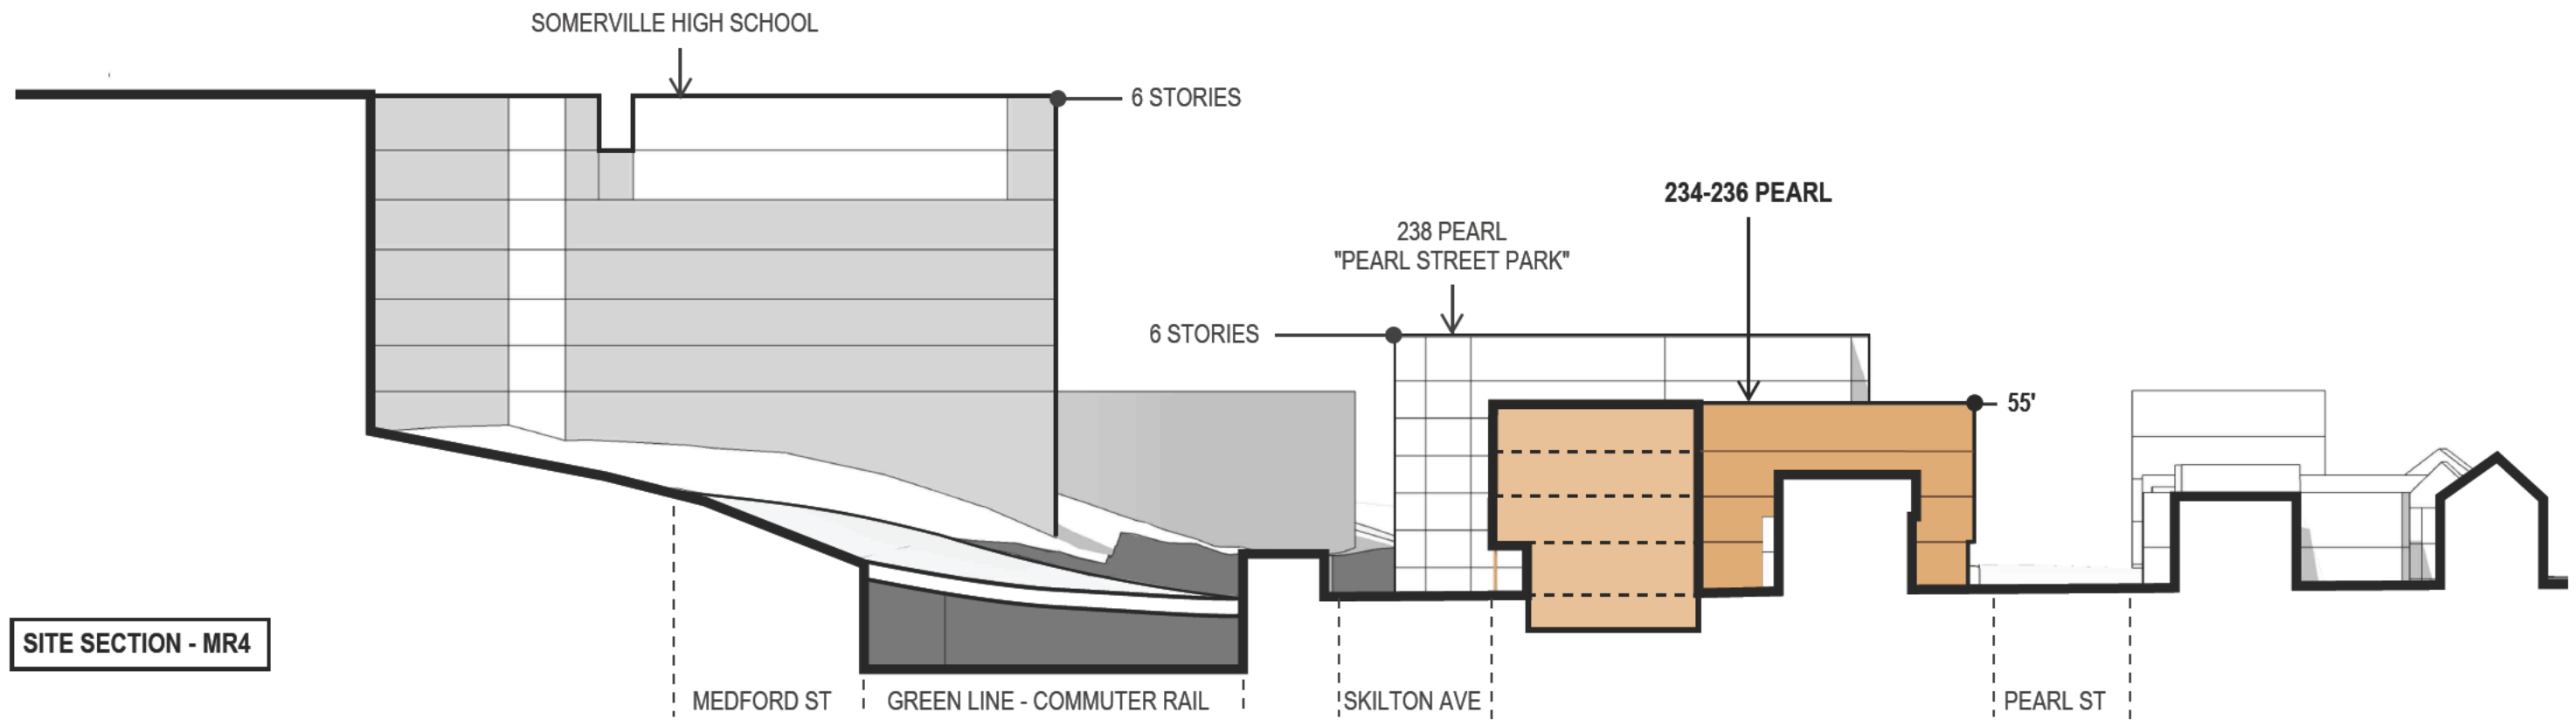 SOMERVILLE HIGH SCHOOL
6 STORIES
234-236 PEARL
238 PEARL
"PEARL STREET PARK"
6 STORIES
55'
SITE SECTION - MR4
MEDFORD ST
GREEN LINE - COMMUTER RAIL
SKILTON AVE
PEARL ST